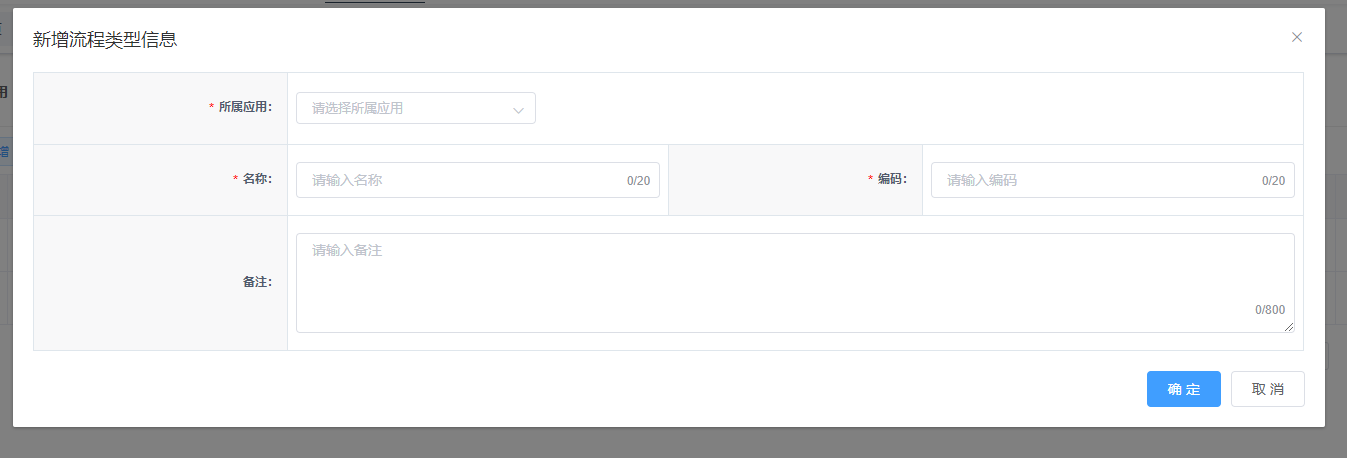 新增流程类型信息
用
* 所属应用:
请选择所属应用
增
* 名称:
请输入名称
0/20
* 编码:
请输入编码
0/20
备注:
请输入备注
0/800
确 定
取 消